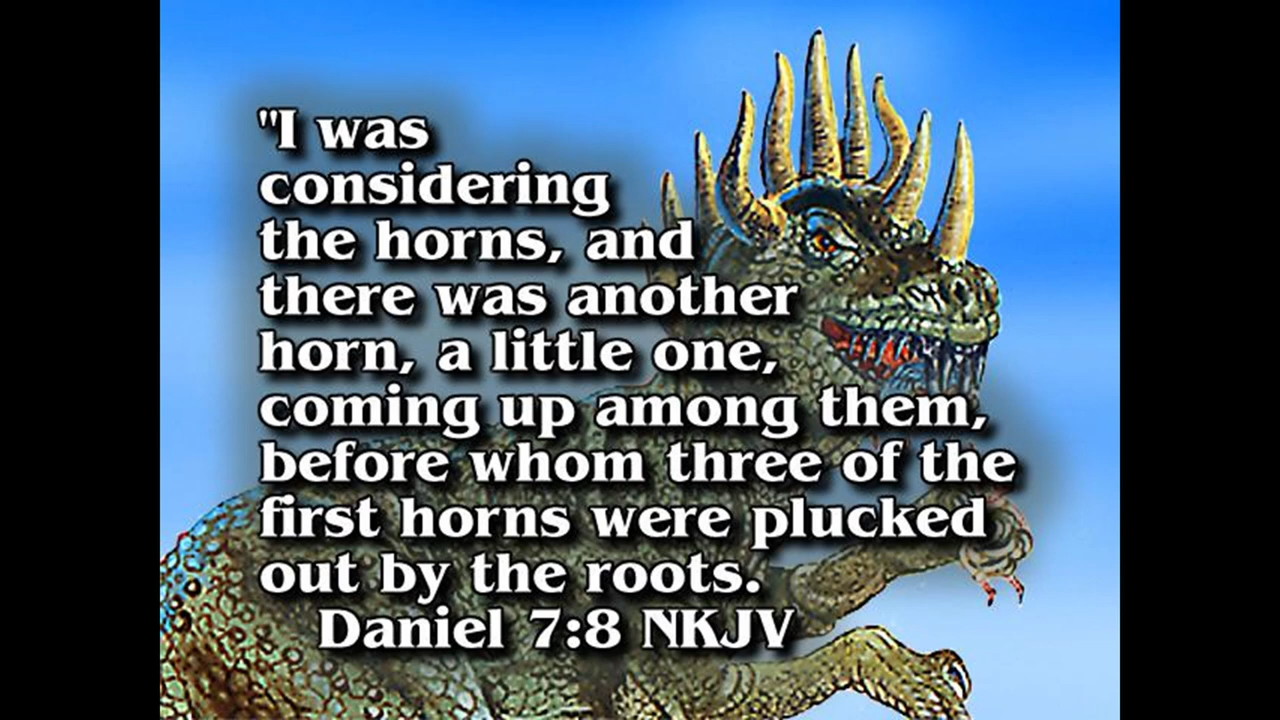 "I was
considering
the horns, and
there was another
horn, a little one,
coming up among them,
before whom three of the
first horns were plucked
out by the roots.
Daniel 7:8 NKJV